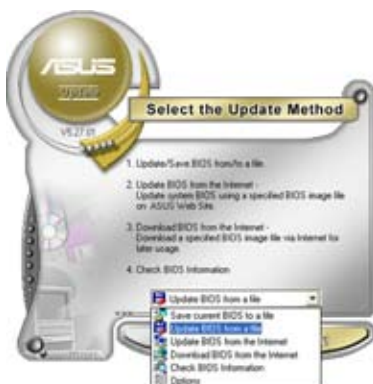 ASUS
Update
V5.27.01
Select the Update Method
1. Update/Save BIOS from/to a file.
2. Update BIOS from the Internet -
Update system BIOS using a specified BIOS image file
on ASUS Web Site.
3. Download BIOS from the Internet -
Download a specified BIOS image file via Internet for
later usage.
4. Check BIOS Information
Update BIOS from a file
Save current BIOS to a file
Update BIOS from a file
Update BIOS from the Internet
Download BIOS from the Internet
Check BIOS Information
Options